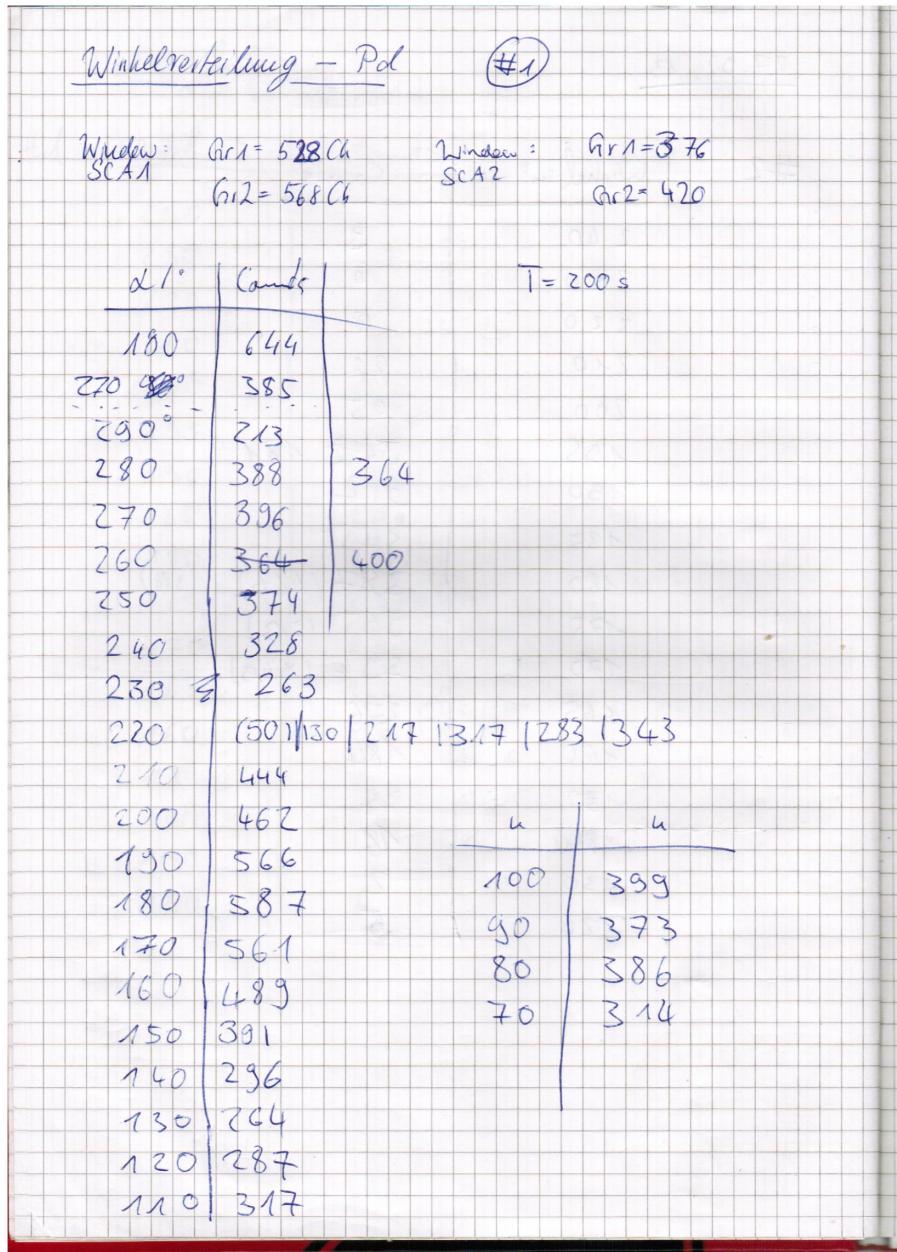 Winkelverteilung - Pd #1
Window: Gr1 = 528 Ch Window: Gr1 = 376
SCA1 SCA2
Gr2 = 568 Ch Gr2 = 420
α/° Counts T = 200 s
180 644
270 385
290° 213
280 388 364
270 396
260 364 400
250 374
240 328
230 263
220 (50)/130/217/317/283/343
210 444
200 462
190 566
180 587
170 561
160 489
150 391
140 296
130 264
120 287
110 317
u u
100 399
90 373
80 386
70 314